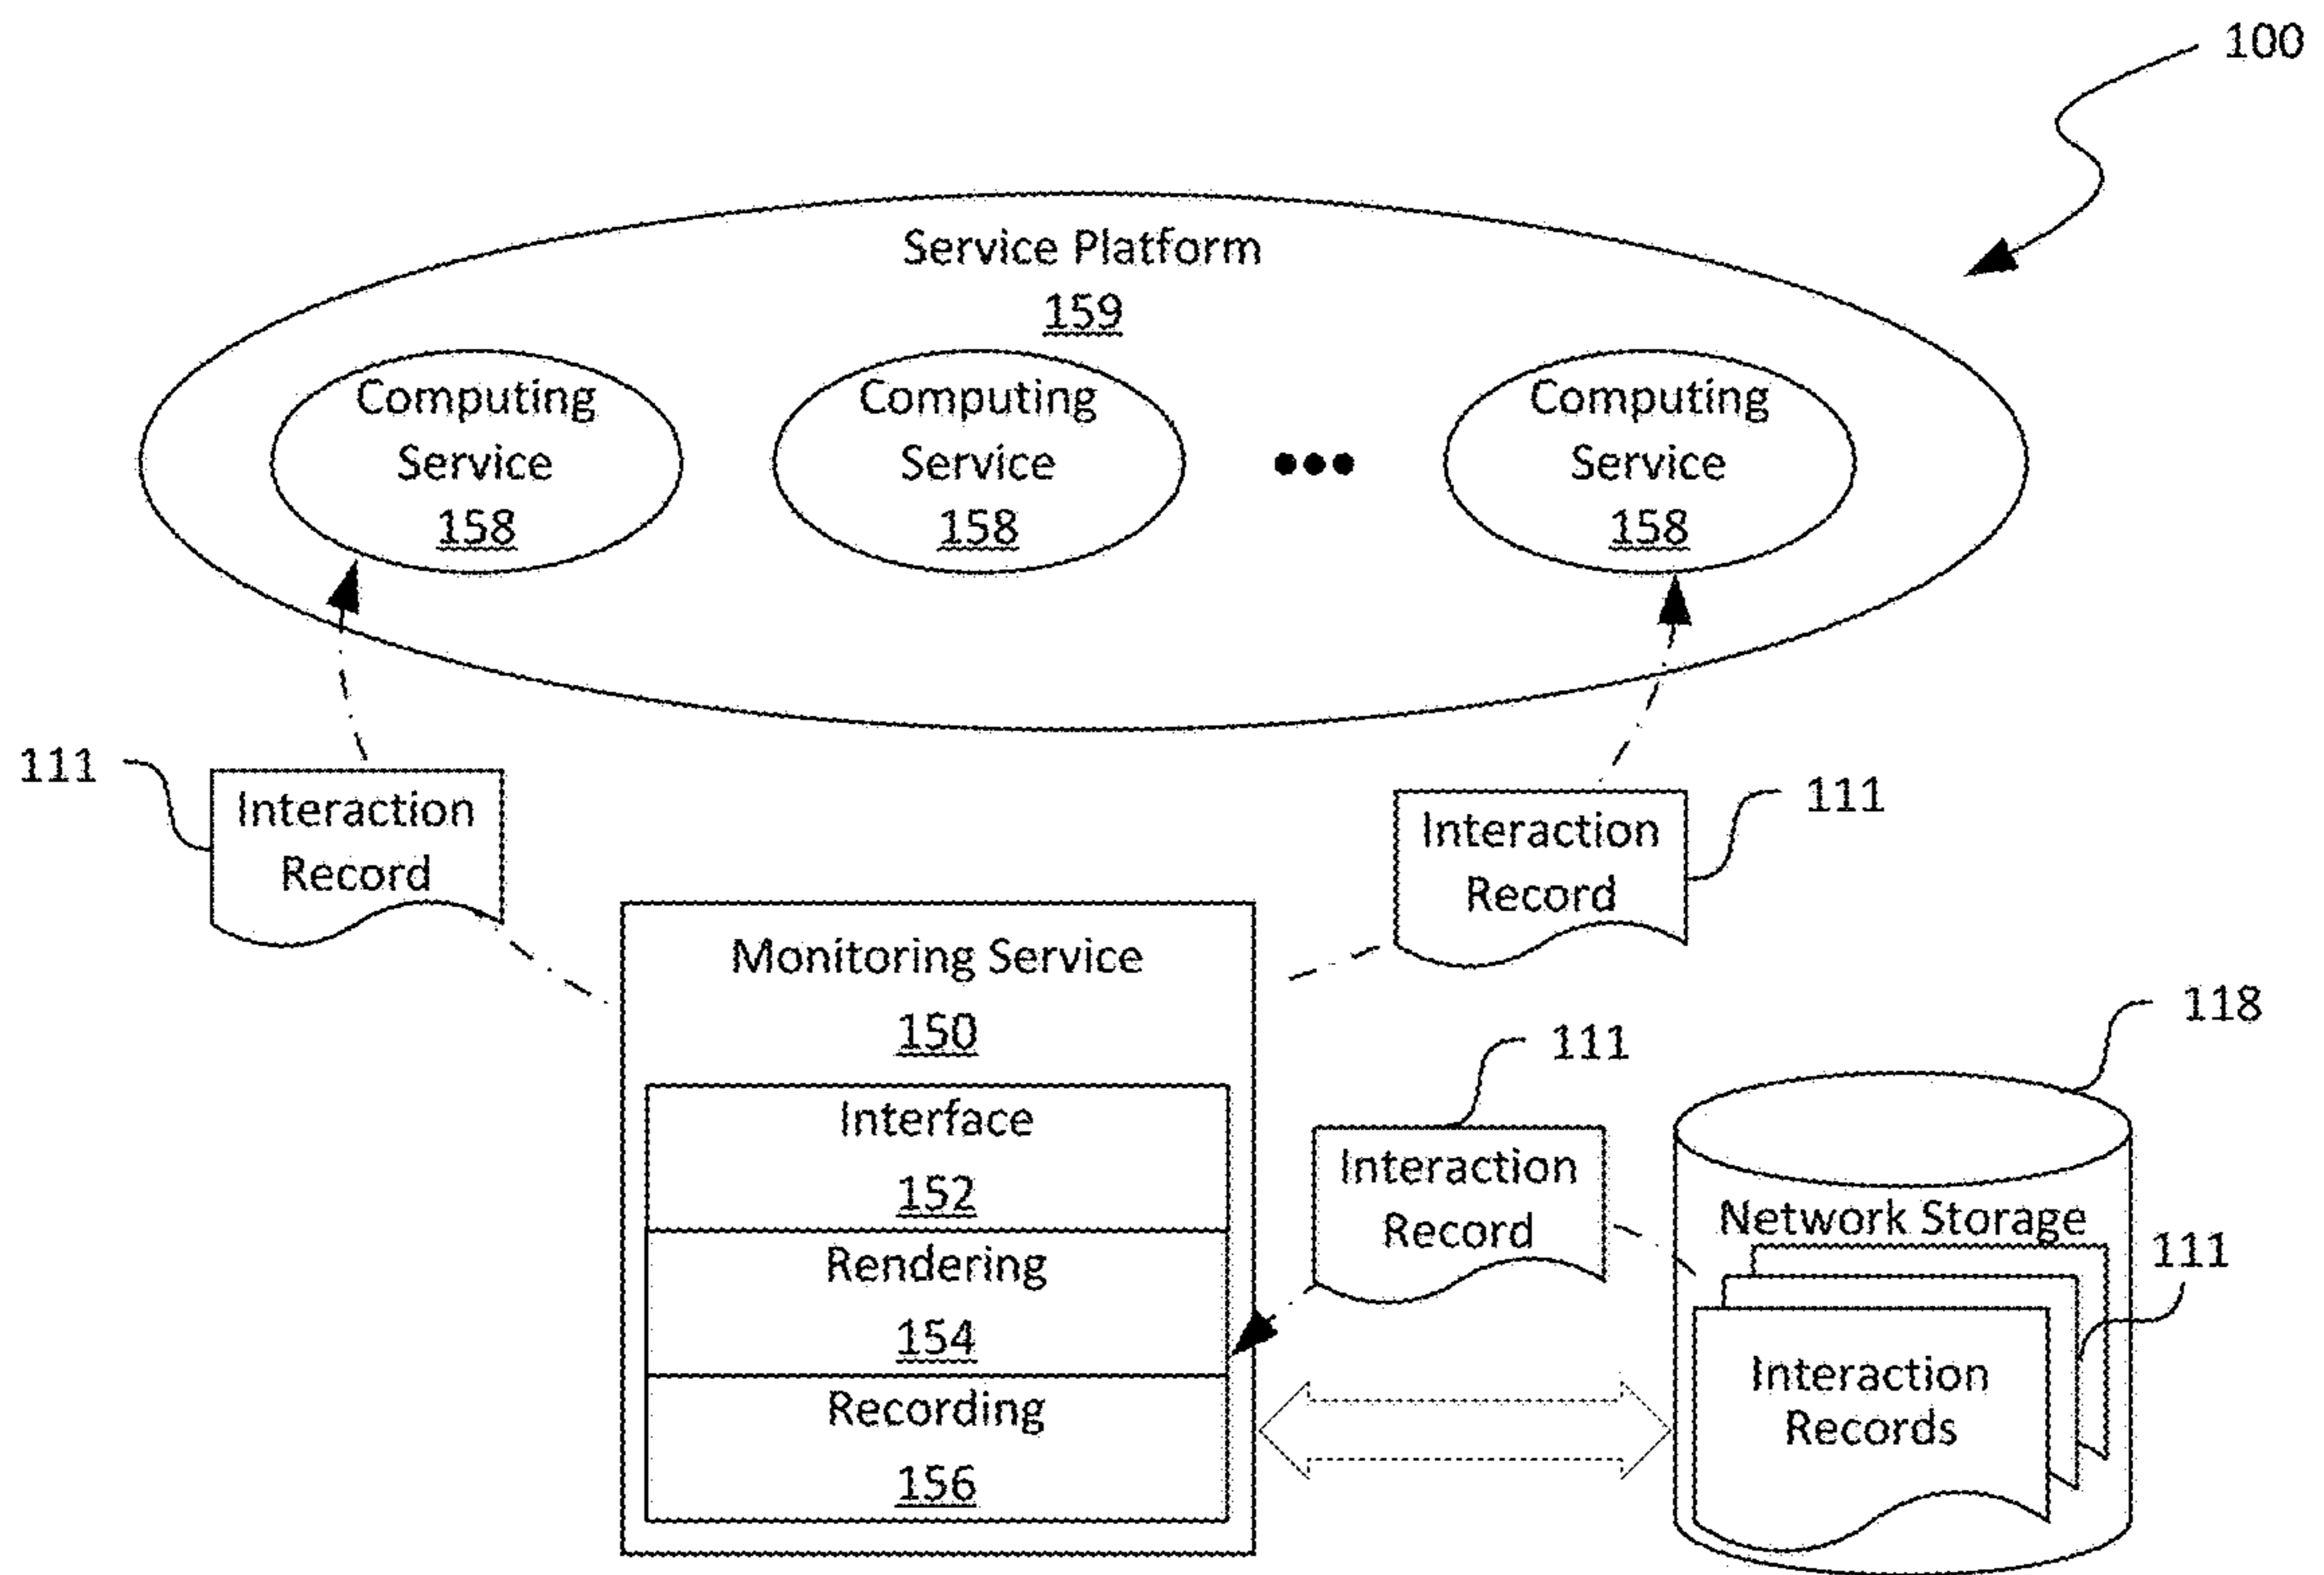 100
Service Platform
159
Computing
Service
158
Computing
Service
158
Computing
Service
158
111
Interaction
Record
Interaction
Record
111
Monitoring Service
150
Interface
152
Rendering
154
Recording
156
111
Interaction
Record
118
Network Storage
111
Interaction
Records